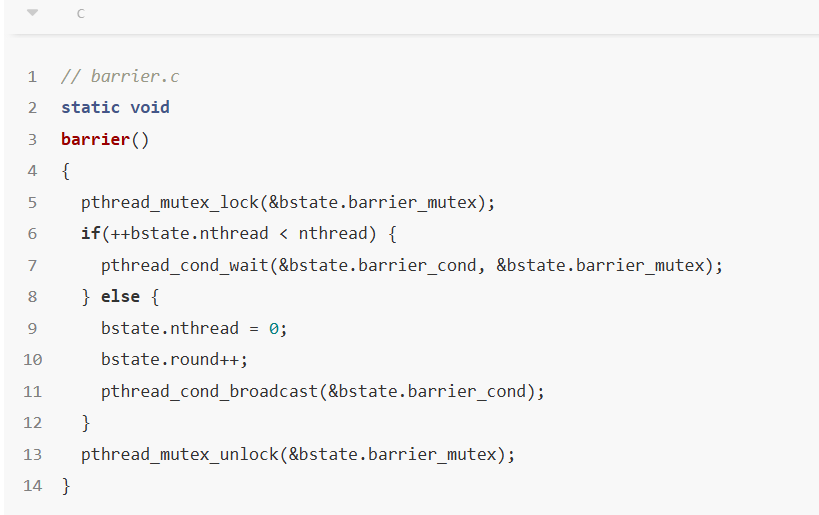 C
1 // barrier.c
2 static void
3 barrier()
4 {
5 pthread_mutex_lock(&bstate.barrier_mutex);
6 if(++bstate.nthread < nthread) {
7 pthread_cond_wait(&bstate.barrier_cond, &bstate.barrier_mutex);
8 } else {
9 bstate.nthread = 0;
10 bstate.round++;
11 pthread_cond_broadcast(&bstate.barrier_cond);
12 }
13 pthread_mutex_unlock(&bstate.barrier_mutex);
14 }